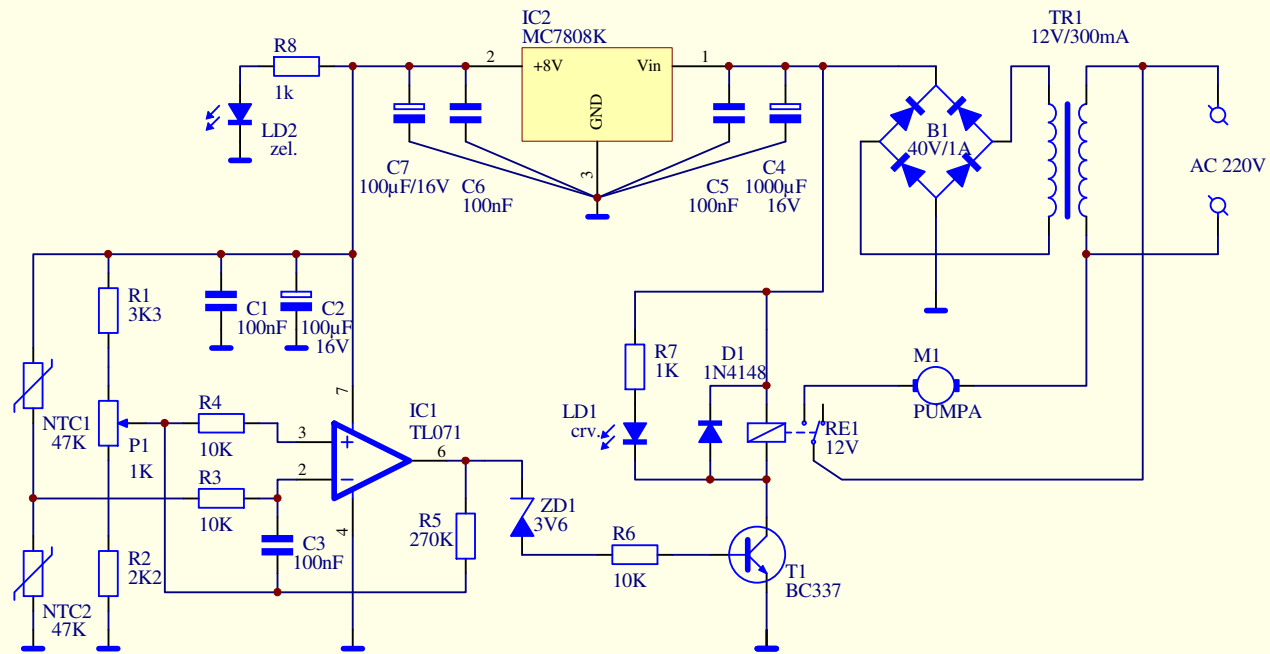 IC2
MC7808K
TR1
12V/300mA
R8
1k
2
+8V
Vin
1
GND
3
LD2
zel.
C7
100µF/16V
C6
100nF
C5
100nF
C4
1000µF
16V
B1
40V/1A
AC 220V
R1
3K3
C1
100nF
C2
100µF
16V
R7
1K
D1
1N4148
M1
PUMPA
NTC1
47K
P1
1K
R4
10K
7
3
IC1
TL071
6
LD1
crv.
RE1
12V
2
R3
10K
4
C3
100nF
R5
270K
ZD1
3V6
R6
10K
T1
BC337
R2
2K2
NTC2
47K